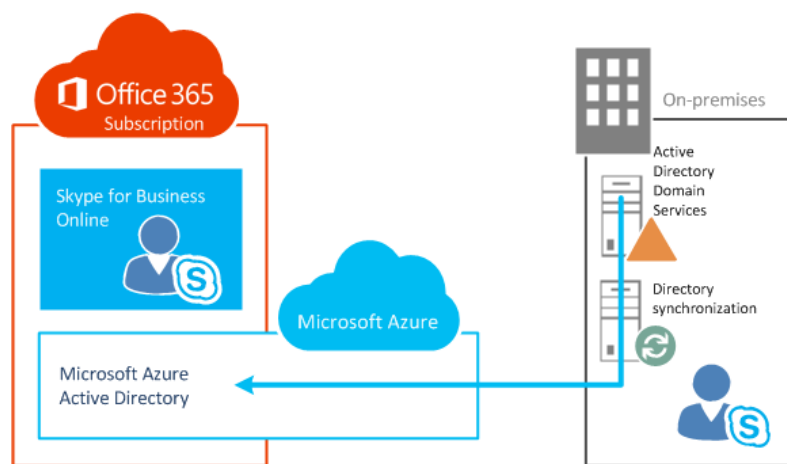 Office 365
Subscription
Skype for Business
Online
Microsoft Azure
Microsoft Azure
Active Directory
On-premises
Active
Directory
Domain
Services
Directory
synchronization